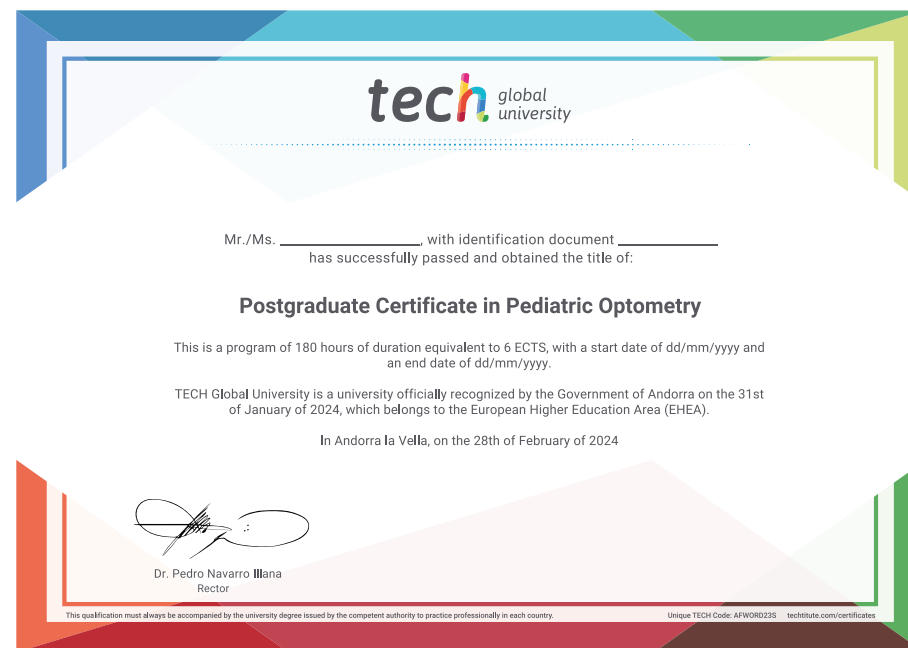 tech global university
Mr./Ms. ____________________, with identification document ______________
has successfully passed and obtained the title of:
Postgraduate Certificate in Pediatric Optometry
This is a program of 180 hours of duration equivalent to 6 ECTS, with a start date of dd/mm/yyyy and
an end date of dd/mm/yyyy.
TECH Global University is a university officially recognized by the Government of Andorra on the 31st
of January of 2024, which belongs to the European Higher Education Area (EHEA).
In Andorra la Vella, on the 28th of February of 2024
Dr. Pedro Navarro Illana
Rector
This qualification must always be accompanied by the university degree issued by the competent authority to practice professionally in each country.
Unique TECH Code: AFWORD23S techtitute.com/certificates